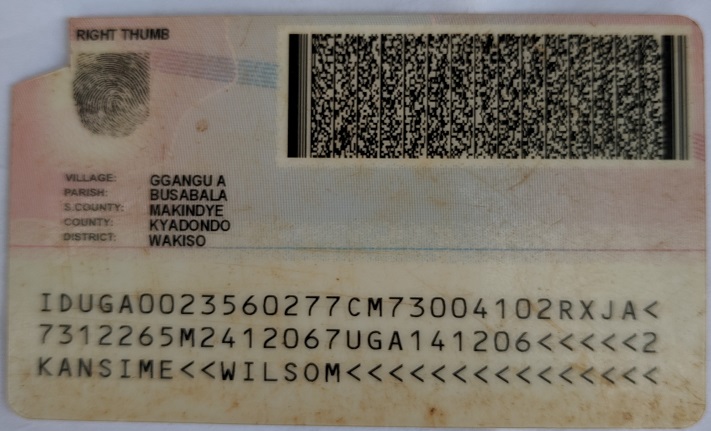 RIGHT THUMB
VILLAGE: GGANGU A
PARISH: BUSABALA
S.COUNTY: MAKINDYE
COUNTY: KYADONDO
DISTRICT: WAKISO
IDUGA0023560277CM73004102RXJA<
7312265M2412067UGA141206<<<<<2
KANSIME<<WILSOM<<<<<<<<<<<<<<<